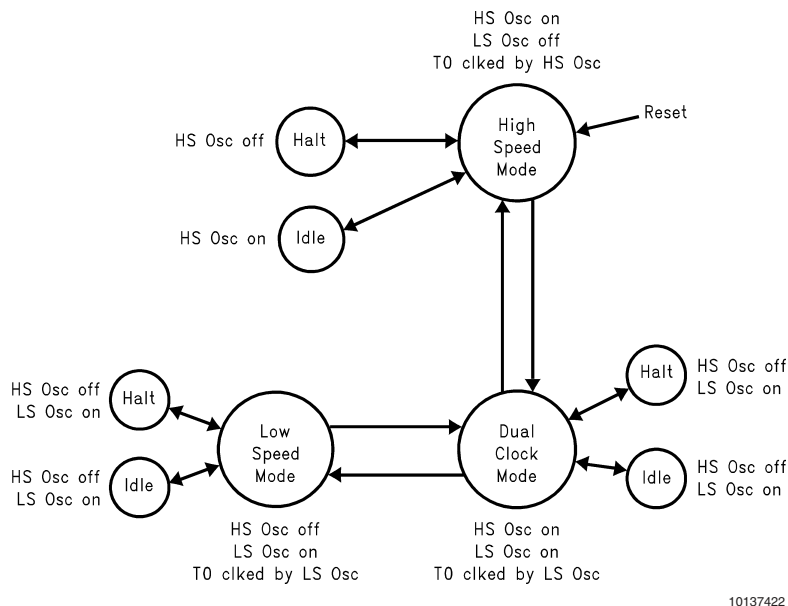 HS Osc on
LS Osc off
T0 clked by HS Osc
High
Speed
Mode
Reset
HS Osc off
Halt
HS Osc on
Idle
HS Osc off
LS Osc on
Halt
HS Osc off
LS Osc on
Idle
Low
Speed
Mode
HS Osc off
LS Osc on
T0 clked by LS Osc
Dual
Clock
Mode
HS Osc on
LS Osc on
T0 clked by LS Osc
Halt
HS Osc off
LS Osc on
Idle
HS Osc off
LS Osc on
10137422